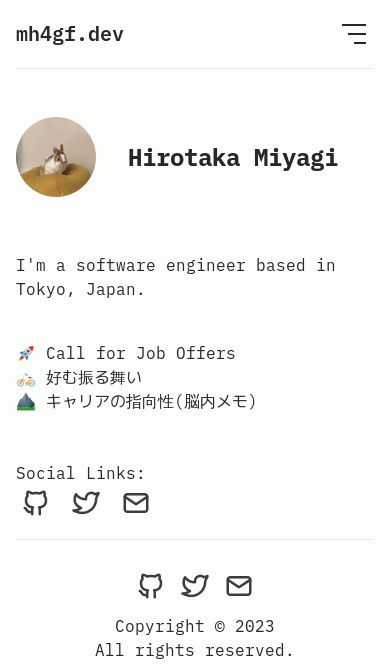 mh4gf.dev
Hirotaka Miyagi
I'm a software engineer based in
Tokyo, Japan.
🚀 Call for Job Offers
🚲 好む振る舞い
⛰️ キャリアの指向性(脳内メモ)
Social Links:
Copyright © 2023
All rights reserved.